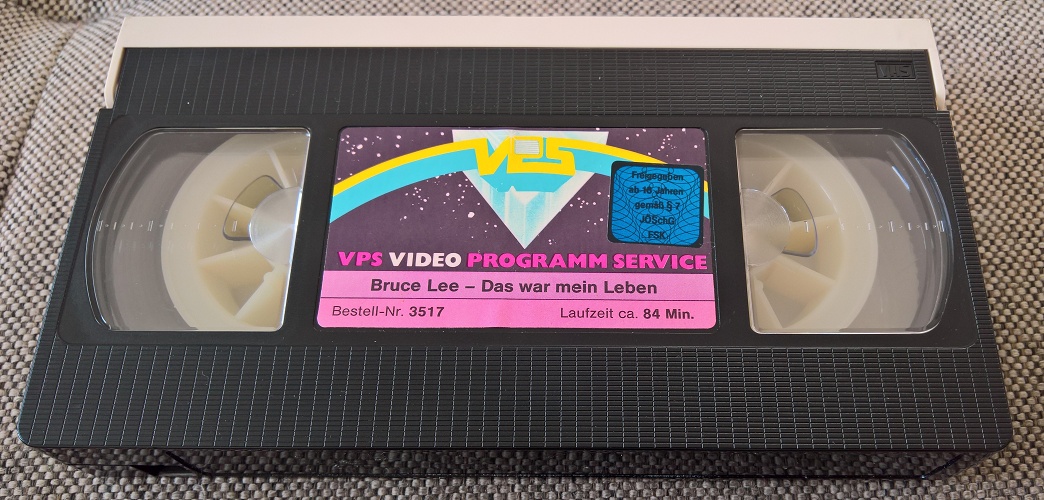 VHS
VPS
Freigegeben
ab 16 Jahren
gemäß § 7
JÖSchG
FSK
VPS VIDEO PROGRAMM SERVICE
Bruce Lee – Das war mein Leben
Bestell-Nr. 3517
Laufzeit ca. 84 Min.